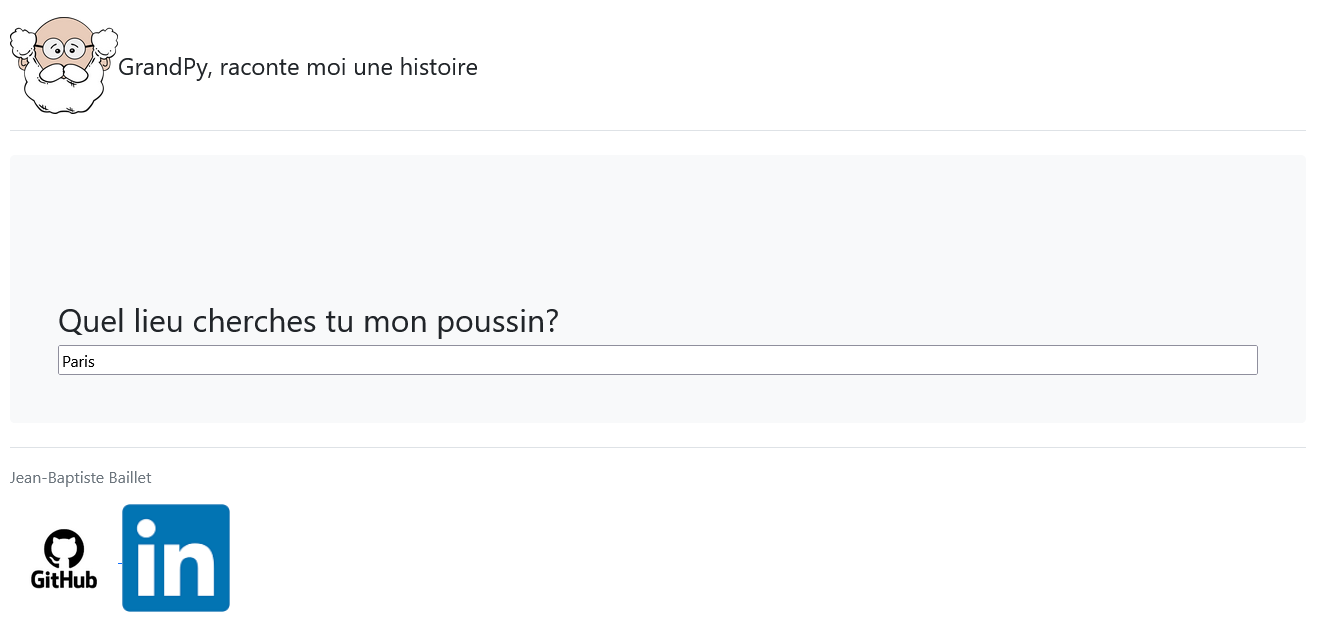 GrandPy, raconte moi une histoire
Quel lieu cherches tu mon poussin?
Paris
Jean-Baptiste Baillet
GitHub
in